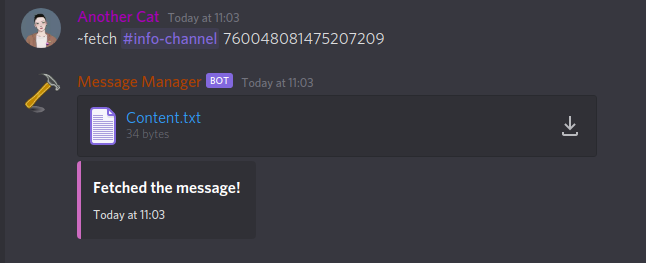 Another Cat Today at 11:03
~fetch #info-channel 760048081475207209
Message Manager BOT Today at 11:03
Content.txt
34 bytes
Fetched the message!
Today at 11:03